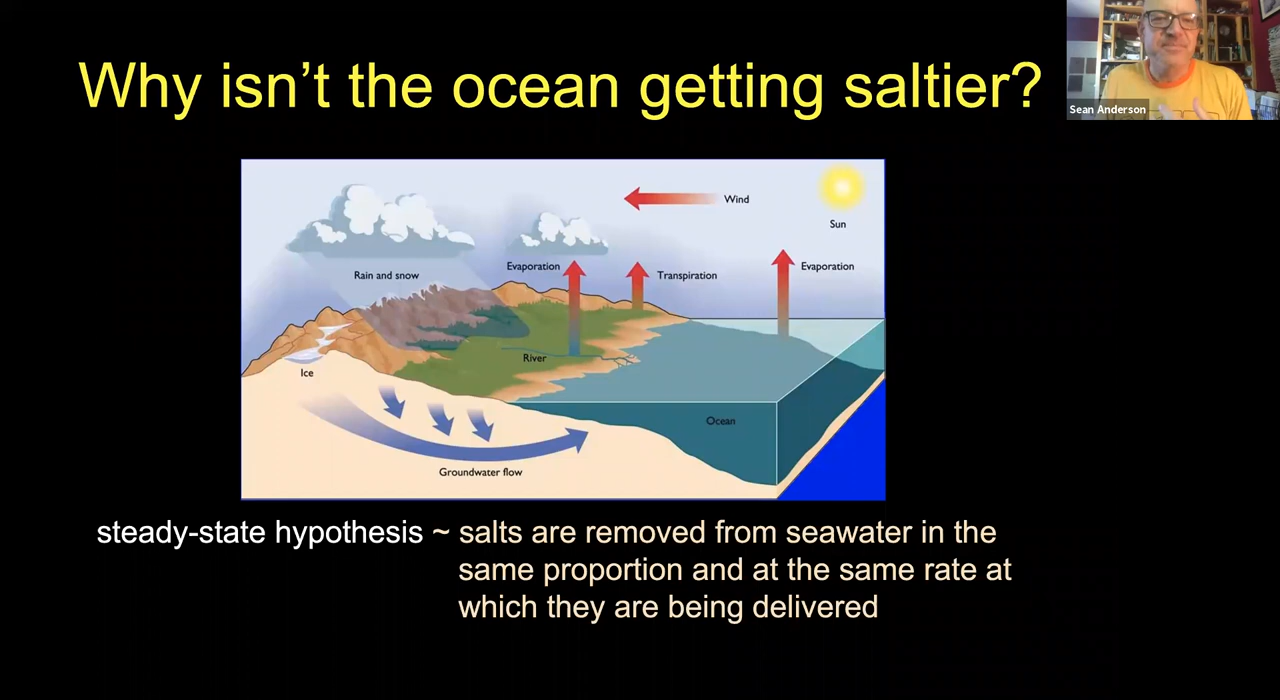 Why isn’t the ocean getting saltier?
Sean Anderson
Wind
Sun
Rain and snow
Evaporation
Transpiration
Evaporation
River
Ice
Ocean
Groundwater flow
steady-state hypothesis ~ salts are removed from seawater in the
same proportion and at the same rate at
which they are being delivered